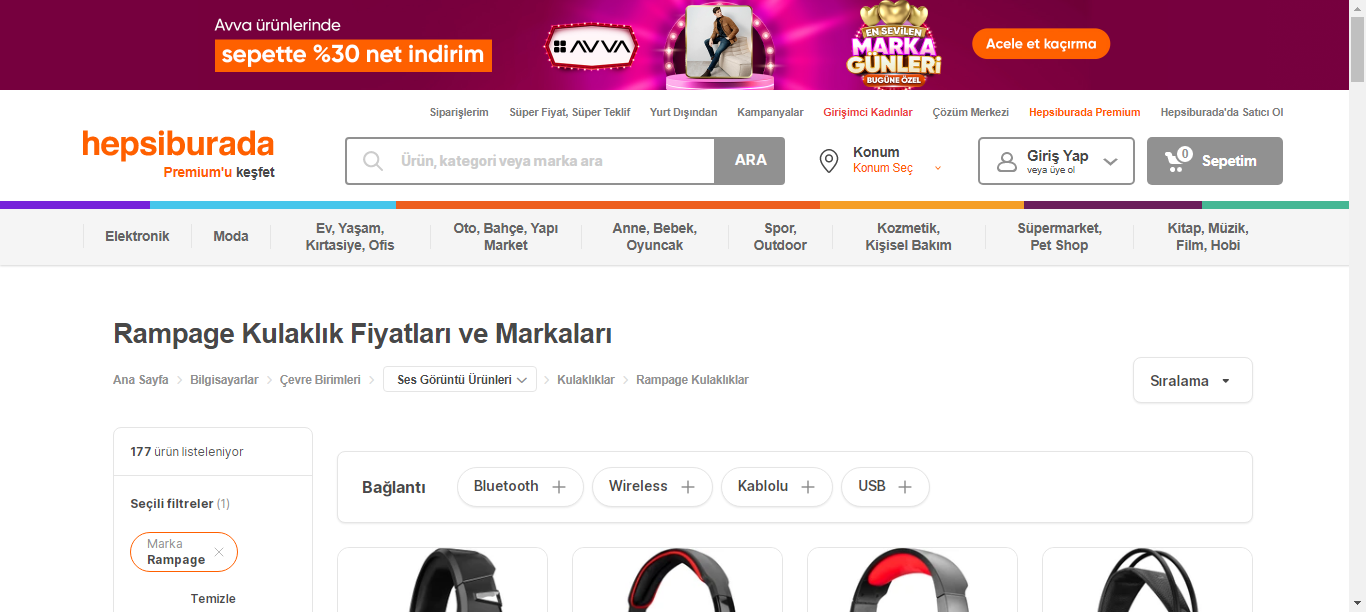 Avva ürünlerinde
sepette %30 net indirim
AVVA
EN SEVİLEN
MARKA
GÜNLERİ
BUGÜNE ÖZEL
Acele et kaçırma
Siparişlerim
Süper Fiyat, Süper Teklif
Yurt Dışından
Kampanyalar
Girişimci Kadınlar
Çözüm Merkezi
Hepsiburada Premium
Hepsiburada'da Satıcı Ol
hepsiburada
Premium'u keşfet
Ürün, kategori veya marka ara
ARA
Konum
Konum Seç
Giriş Yap
veya üye ol
0
Sepetim
Elektronik
Moda
Ev, Yaşam,
Kırtasiye, Ofis
Oto, Bahçe, Yapı
Market
Anne, Bebek,
Oyuncak
Spor,
Outdoor
Kozmetik,
Kişisel Bakım
Süpermarket,
Pet Shop
Kitap, Müzik,
Film, Hobi
Rampage Kulaklık Fiyatları ve Markaları
Ana Sayfa
Bilgisayarlar
Çevre Birimleri
Ses Görüntü Ürünleri
Kulaklıklar
Rampage Kulaklıklar
Sıralama
177 ürün listeleniyor
Seçili filtreler (1)
Marka
Rampage
Temizle
Bağlantı
Bluetooth
Wireless
Kablolu
USB